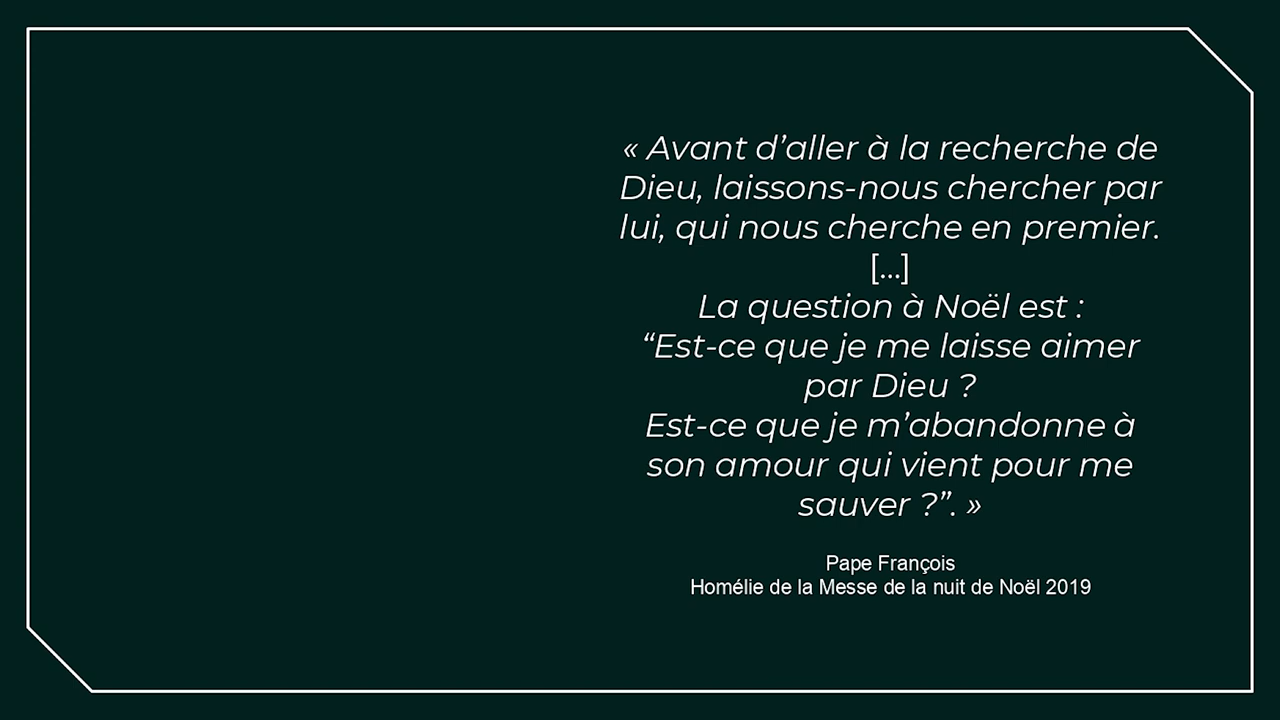 « Avant d’aller à la recherche de
Dieu, laissons-nous chercher par
lui, qui nous cherche en premier.
[…]
La question à Noël est :
“Est-ce que je me laisse aimer
par Dieu ?
Est-ce que je m’abandonne à
son amour qui vient pour me
sauver ?”. »
Pape François
Homélie de la Messe de la nuit de Noël 2019